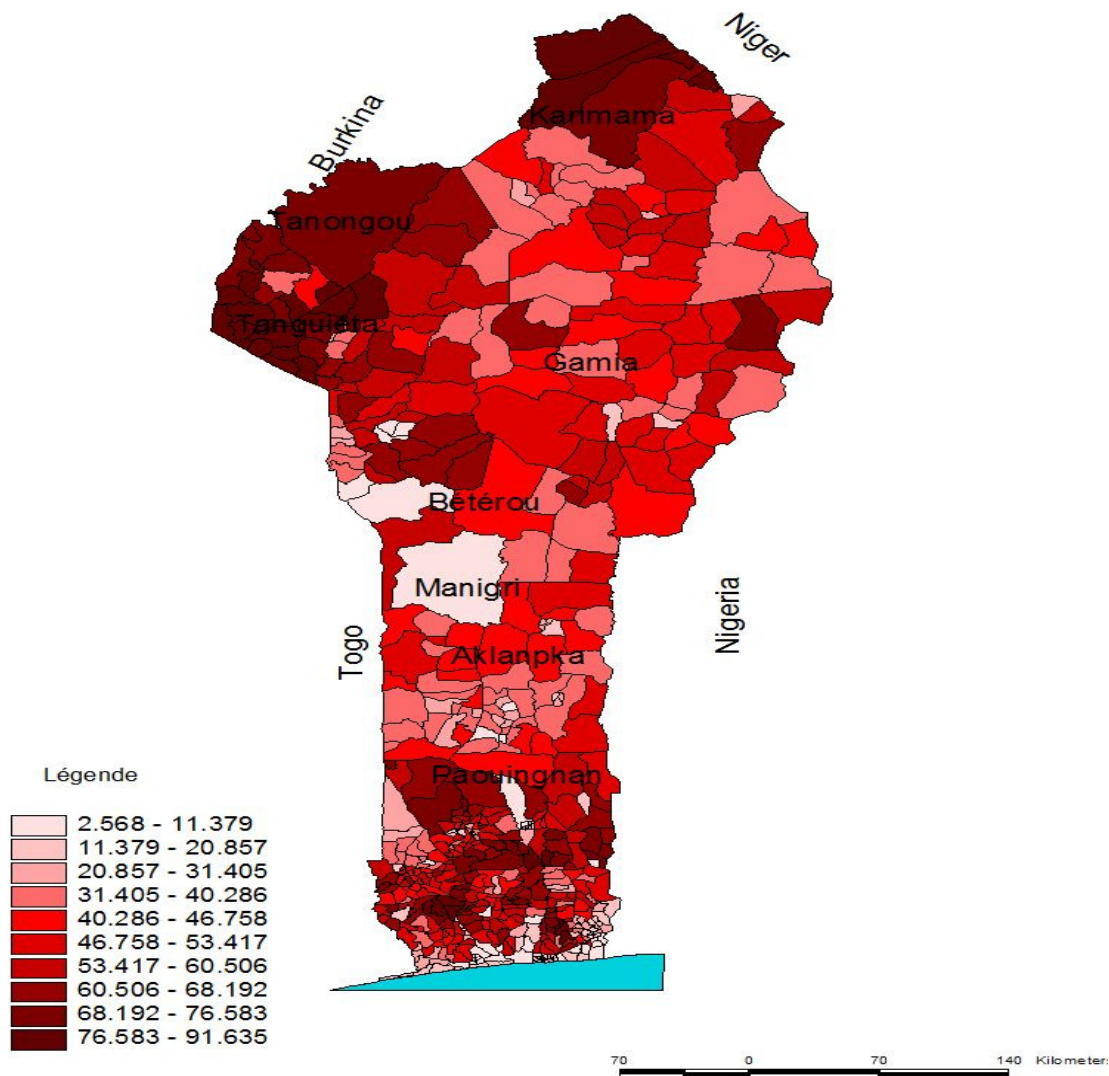 Niger
Burkina
Karimama
Tanongou
Tanguiéta
Gamia
Bétérou
Manigri
Togo
Nigeria
Aklanpka
Paouingnan
Légende
2.568 - 11.379
11.379 - 20.857
20.857 - 31.405
31.405 - 40.286
40.286 - 46.758
46.758 - 53.417
53.417 - 60.506
60.506 - 68.192
68.192 - 76.583
76.583 - 91.635
70 0 70 140 Kilometers